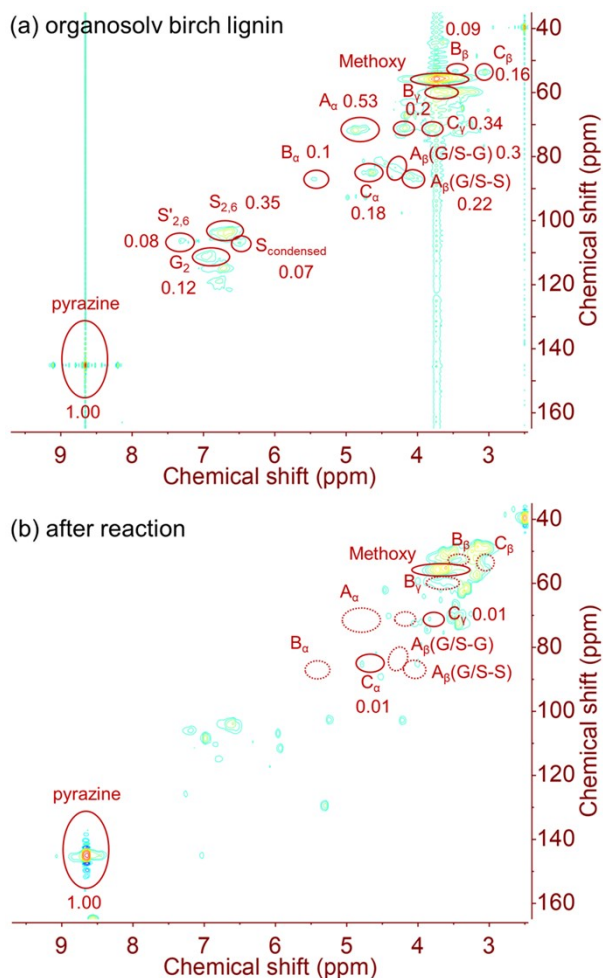 (a) organosolv birch lignin
0.09
Bβ
Cβ
Methoxy
0.16
Bγ
0.2
Aα 0.53
Cγ 0.34
Bα 0.1
Aβ(G/S-G) 0.3
Aβ(G/S-S)
Cα
0.22
0.18
S'2,6
S2,6 0.35
0.08
Scondensed
G2
0.07
0.12
pyrazine
1.00
40
60
80
100
120
140
160
Chemical shift (ppm)
9 8 7 6 5 4 3
Chemical shift (ppm)
(b) after reaction
Bβ
Cβ
Methoxy
Bγ
Aα
Cγ 0.01
Bα
Aβ(G/S-G)
Aβ(G/S-S)
Cα
0.01
pyrazine
1.00
40
60
80
100
120
140
160
Chemical shift (ppm)
9 8 7 6 5 4 3
Chemical shift (ppm)